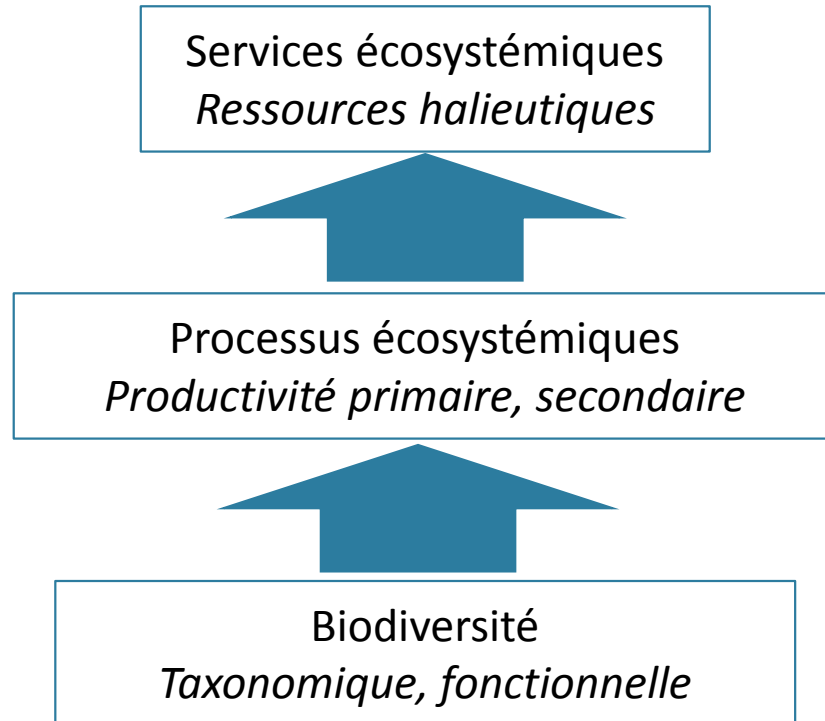 Services écosystémiques
Ressources halieutiques
Processus écosystémiques
Productivité primaire, secondaire
Biodiversité
Taxonomique, fonctionnelle